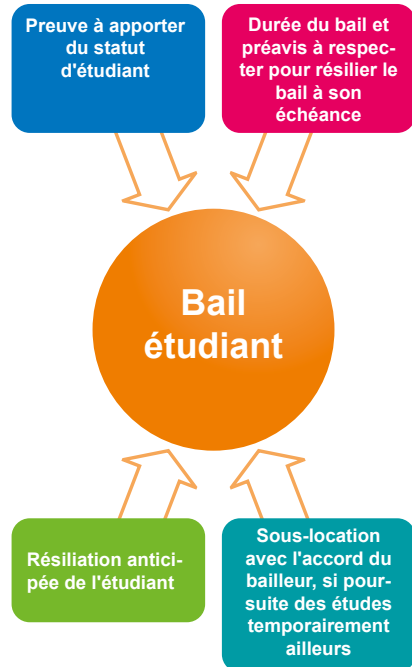 Preuve à apporter
du statut
d'étudiant
Durée du bail et
préavis à respec-
ter pour résilier le
bail à son
échéance
Bail
étudiant
Résiliation antici-
pée de l'étudiant
Sous-location
avec l'accord du
bailleur, si pour-
suite des études
temporairement
ailleurs